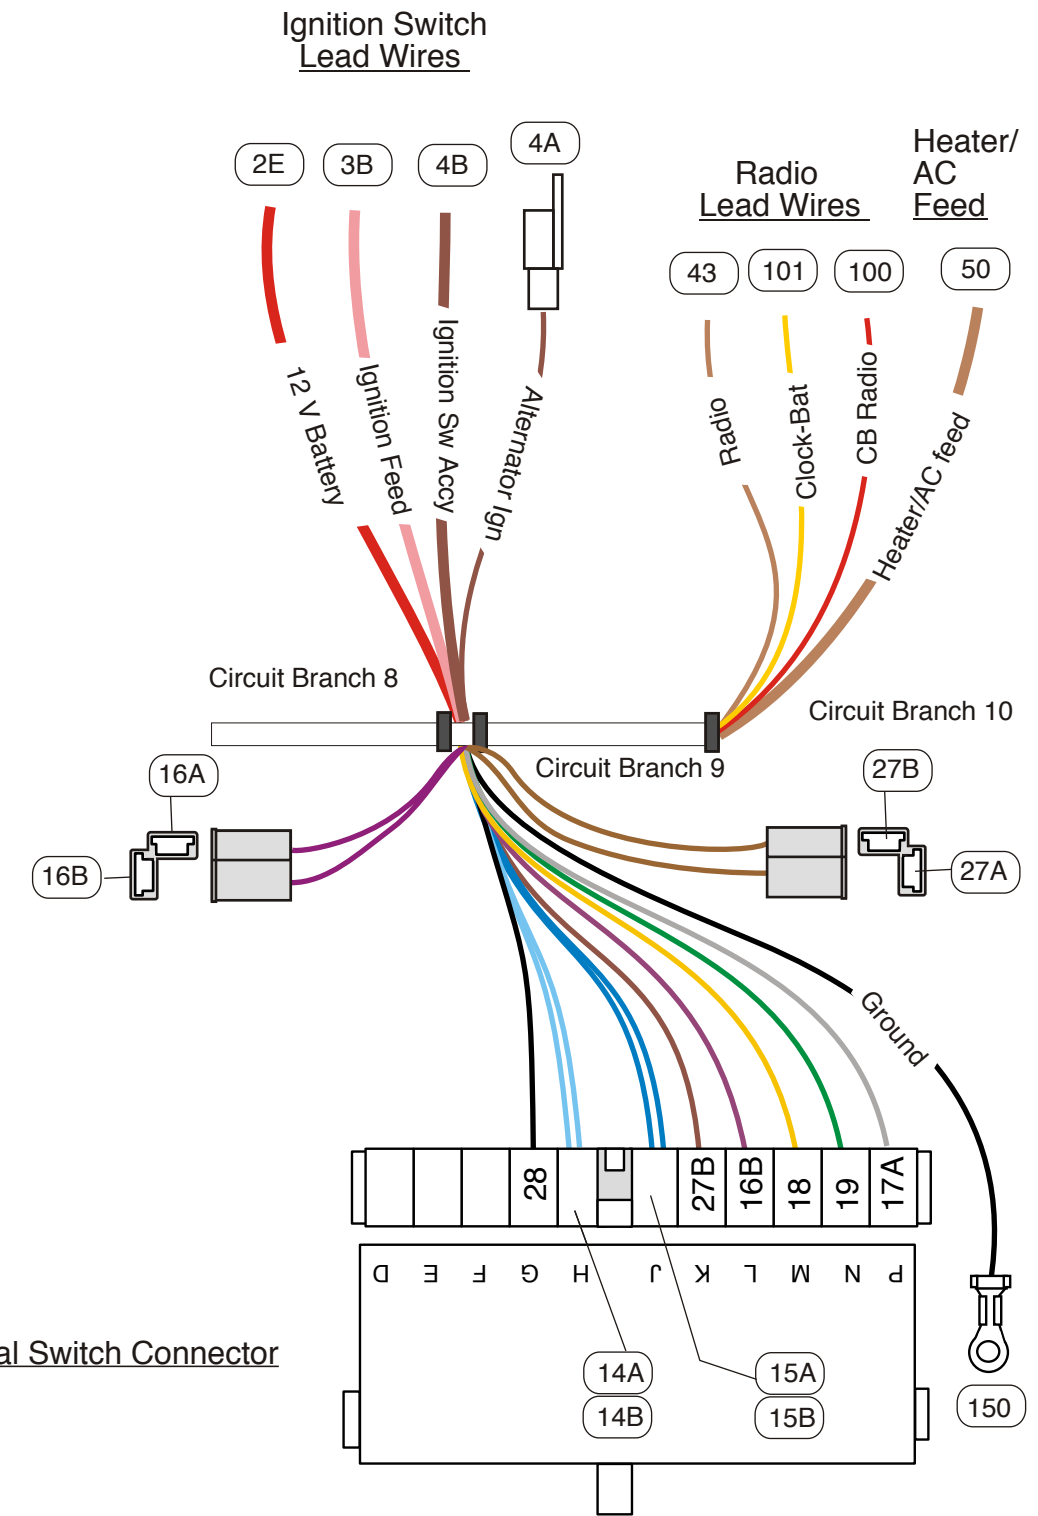 Ignition Switch
Lead Wires
2E
3B
4B
4A
Radio
Lead Wires
Heater/
AC
Feed
43
101
100
50
12 V Battery
Ignition Feed
Ignition Sw Accy
Alternator Ign
Radio
Clock-Bat
CB Radio
Heater/AC feed
Circuit Branch 8
Circuit Branch 10
Circuit Branch 9
16A
16B
27B
27A
Ground
28
27B
16B
18
19
17A
D E F G H J K L M N P
al Switch Connector
14A
14B
15A
15B
150